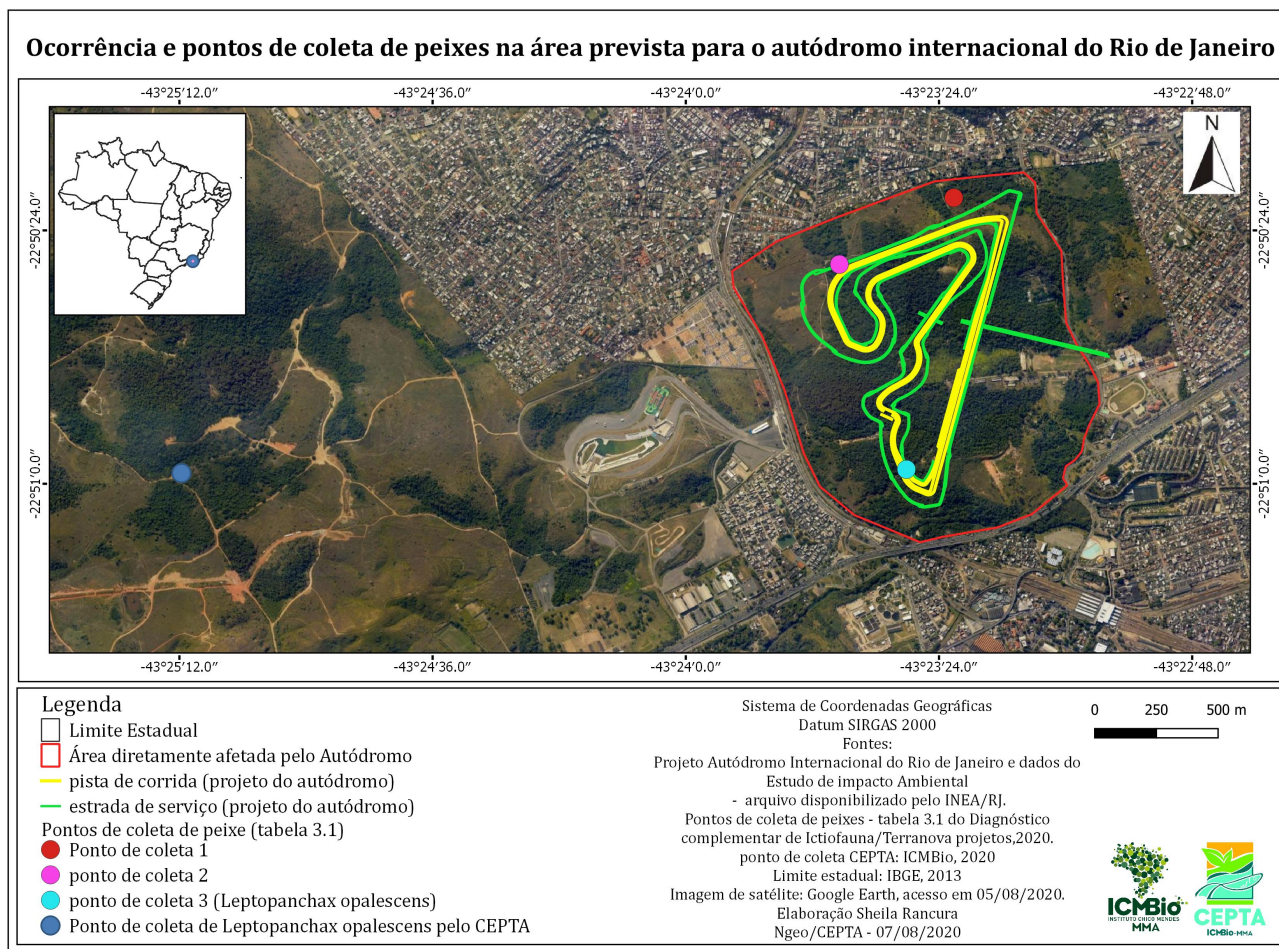 Ocorrência e pontos de coleta de peixes na área prevista para o autódromo internacional do Rio de Janeiro
-43°25′12.0″ -43°24′36.0″ -43°24′0.0″ -43°23′24.0″ -43°22′48.0″
N
-22°50′24.0″ -22°50′24.0″
-22°51′0.0″ -22°51′0.0″
-43°25′12.0″ -43°24′36.0″ -43°24′0.0″ -43°23′24.0″ -43°22′48.0″
Legenda
Limite Estadual
Área diretamente afetada pelo Autódromo
pista de corrida (projeto do autódromo)
estrada de serviço (projeto do autódromo)
Pontos de coleta de peixe (tabela 3.1)
Ponto de coleta 1
ponto de coleta 2
ponto de coleta 3 (Leptopanchax opalescens)
Ponto de coleta de Leptopanchax opalescens pelo CEPTA
Sistema de Coordenadas Geográficas
Datum SIRGAS 2000
Fontes:
Projeto Autódromo Internacional do Rio de Janeiro e dados do
Estudo de impacto Ambiental
- arquivo disponibilizado pelo INEA/RJ.
Pontos de coleta de peixes - tabela 3.1 do Diagnóstico
complementar de Ictiofauna/Terranova projetos,2020.
ponto de coleta CEPTA: ICMBio, 2020
Limite estadual: IBGE, 2013
Imagem de satélite: Google Earth, acesso em 05/08/2020.
Elaboração Sheila Rancura
Ngeo/CEPTA - 07/08/2020
0 250 500 m
ICMBio
INSTITUTO CHICO MENDES
MMA
CEPTA
ICMBio-MMA